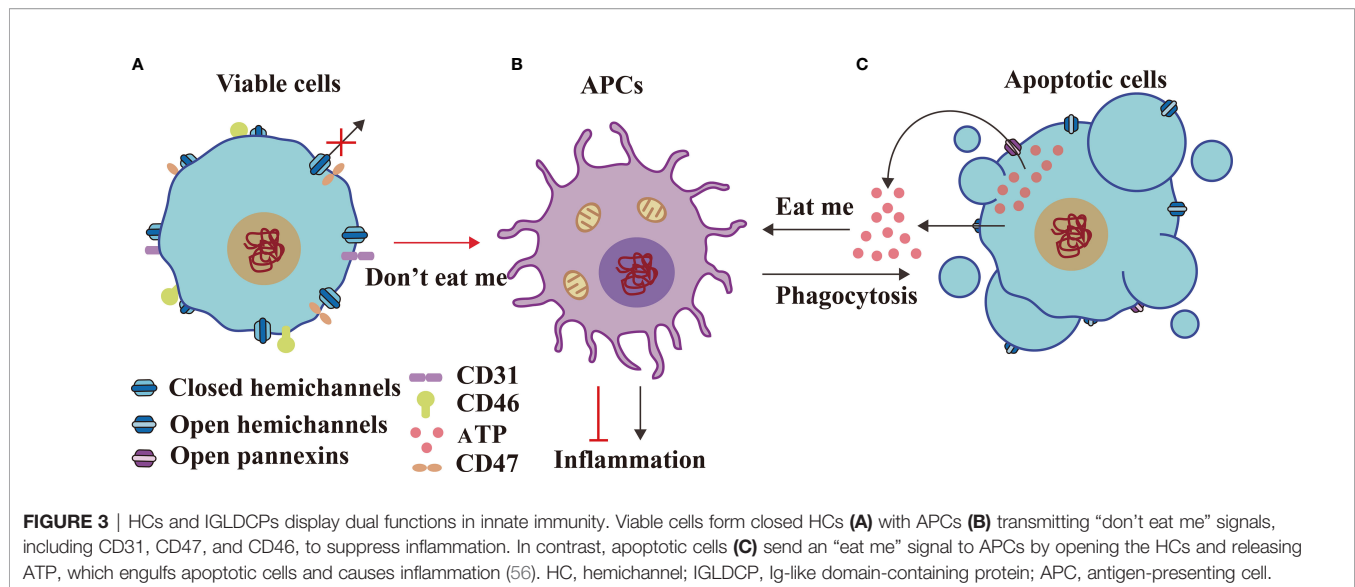 A
B
C
Viable cells
APCs
Apoptotic cells
Don't eat me
Eat me
Phagocytosis
Closed hemichannels
Open hemichannels
Open pannexins
CD31
CD46
ATP
CD47
Inflammation
FIGURE 3 | HCs and IGLDCPs display dual functions in innate immunity. Viable cells form closed HCs (A) with APCs (B) transmitting “don’t eat me” signals,
including CD31, CD47, and CD46, to suppress inflammation. In contrast, apoptotic cells (C) send an “eat me” signal to APCs by opening the HCs and releasing
ATP, which engulfs apoptotic cells and causes inflammation (56). HC, hemichannel; IGLDCP, Ig-like domain-containing protein; APC, antigen-presenting cell.